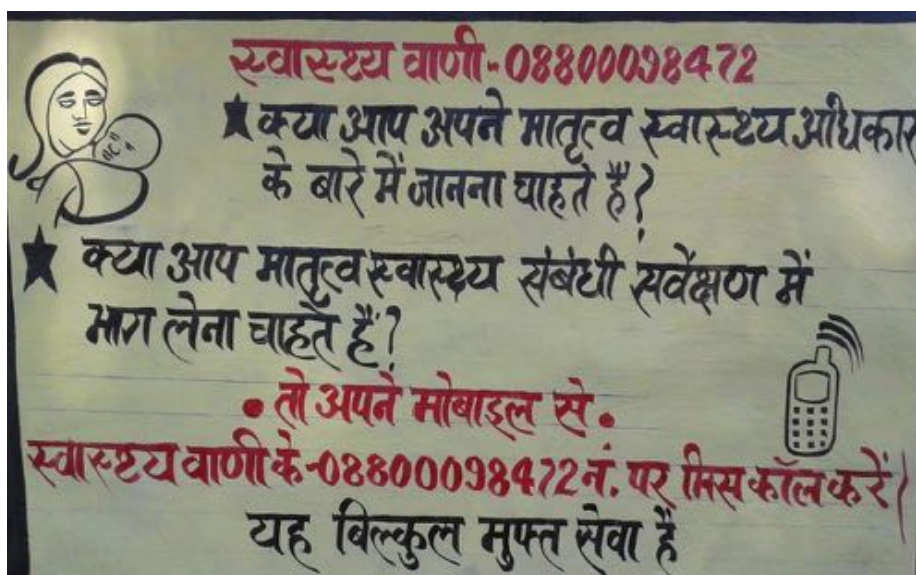 स्वास्थ्य वाणी-08800098472
★ क्या आप अपने मातृत्व स्वास्थ्य अधिकार
के बारे में जानना चाहते हैं?
★ क्या आप मातृत्व स्वास्थ्य संबंधी सर्वेक्षण में
भाग लेना चाहते हैं?
• तो अपने मोबाइल से •
स्वास्थ्य वाणी के-08800098472 नं. पर मिस कॉल करें।
यह बिल्कुल मुफ्त सेवा है